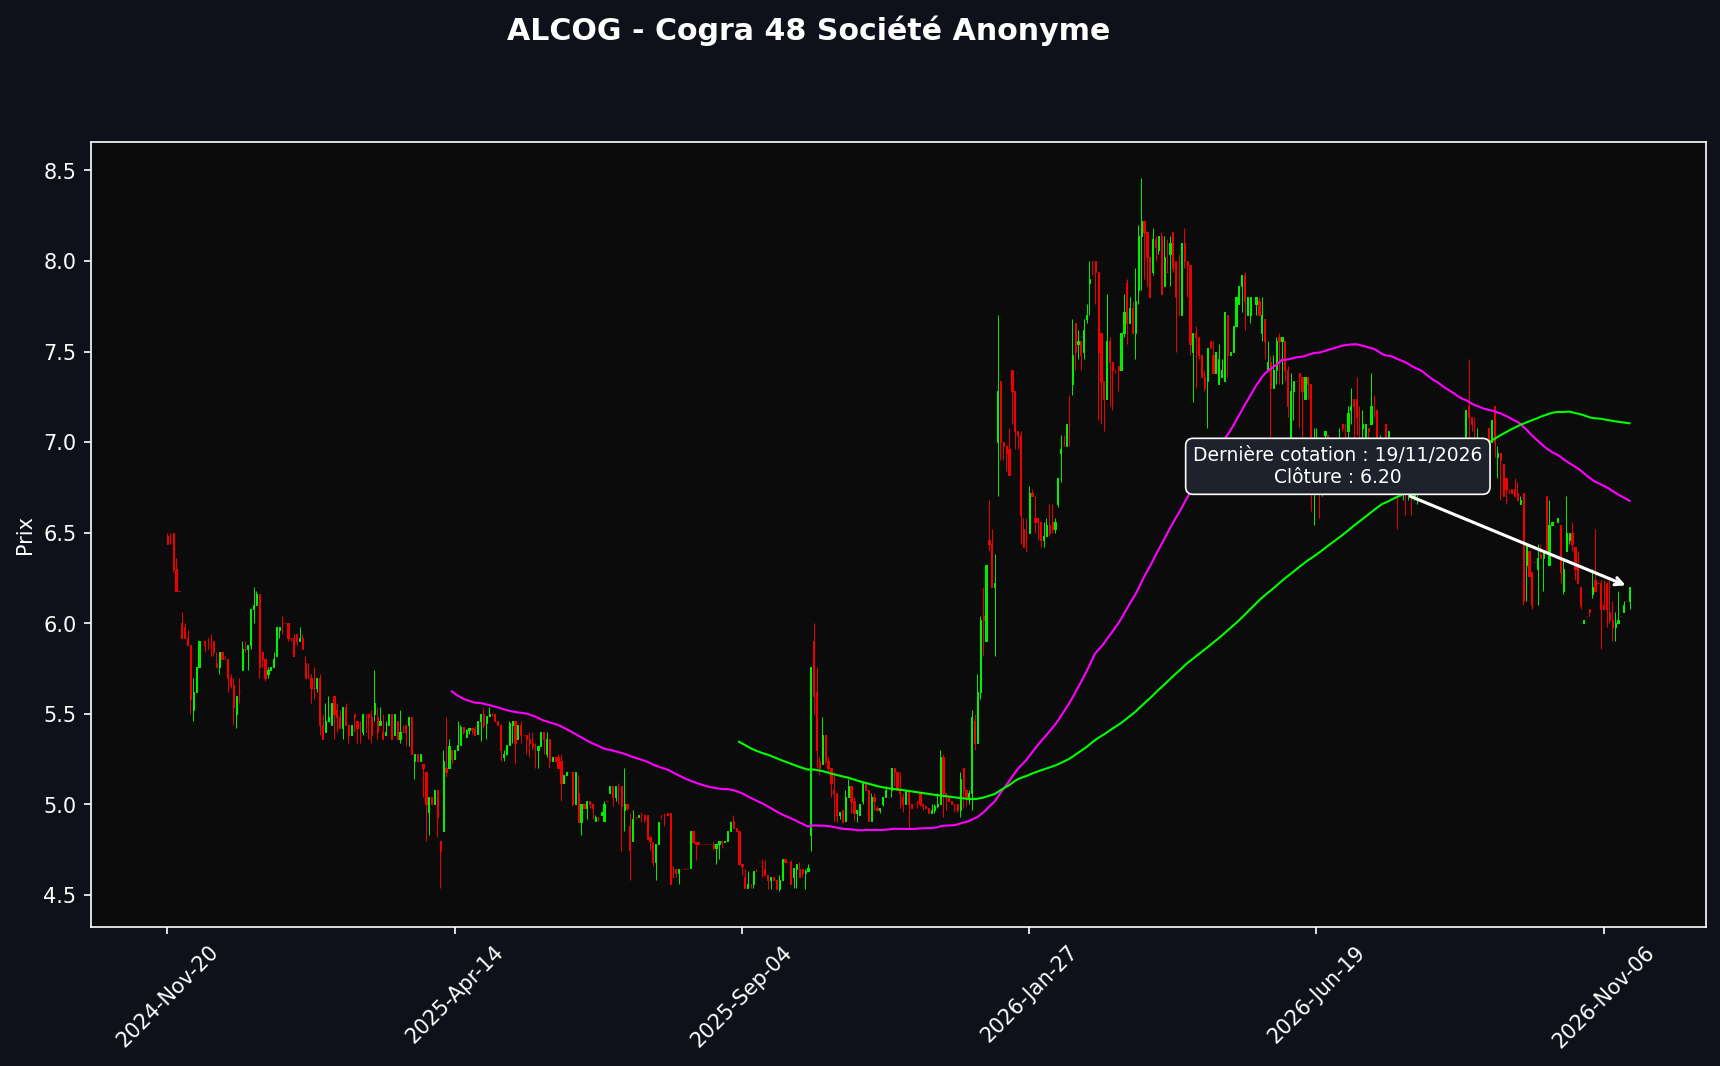 ALCOG - Cogra 48 Société Anonyme
8.5
8.0
7.5
7.0
6.5
6.0
5.5
5.0
4.5
Prix
Dernière cotation : 19/11/2026
Clôture : 6.20
2024-Nov-20
2025-Apr-14
2025-Sep-04
2026-Jan-27
2026-Jun-19
2026-Nov-06